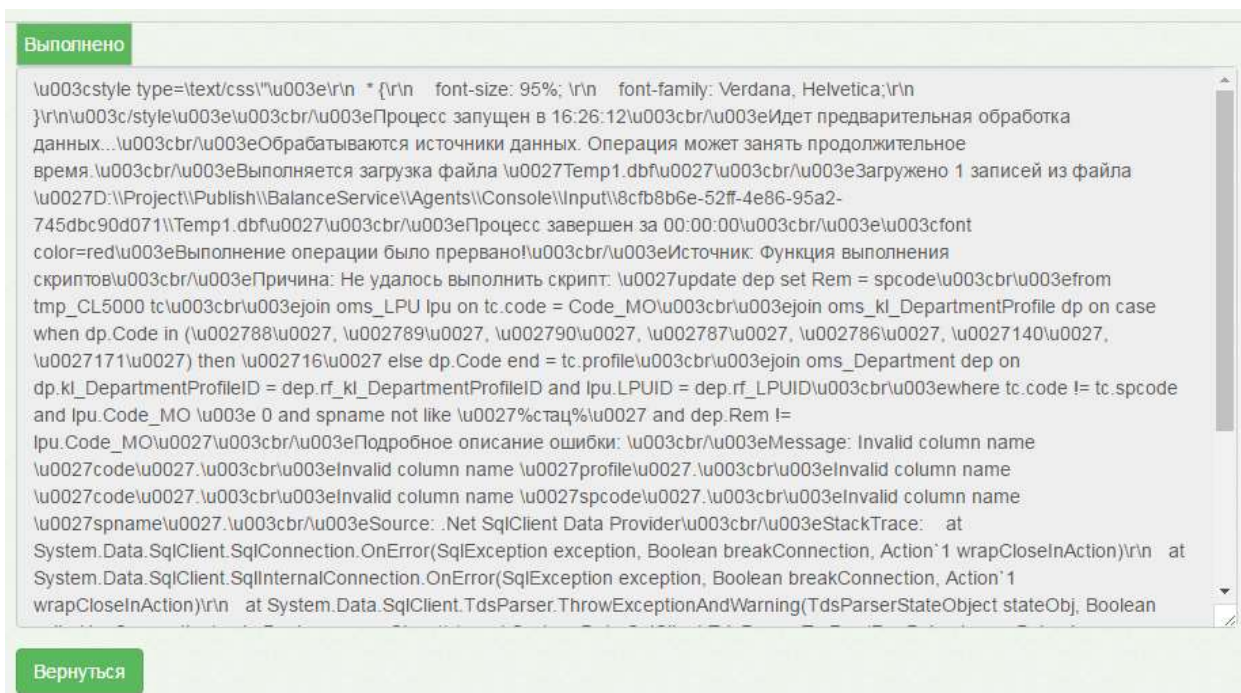 Выполнено
\u003cstyle type=\text/css\"\u003e\r\n * {\r\n font-size: 95%; \r\n font-family: Verdana, Helvetica;\r\n
}\r\n\u003c/style\u003e\u003cbr/\u003eПроцесс запущен в 16:26:12\u003cbr/\u003eИдет предварительная обработка
данных...\u003cbr/\u003eОбрабатываются источники данных. Операция может занять продолжительное
время.\u003cbr/\u003eВыполняется загрузка файла \u0027Temp1.dbf\u0027\u003cbr/\u003eЗагружено 1 записей из файла
\u0027D:\\Project\\Publish\\BalanceService\\Agents\\Console\\Input\\8cfb8b6e-52ff-4e86-95a2-
745dbc90d071\\Temp1.dbf\u0027\u003cbr/\u003eПроцесс завершен за 00:00:00\u003cbr/\u003e\u003cfont
color=red\u003eВыполнение операции было прервано!\u003cbr/\u003eИсточник: Функция выполнения
скриптов\u003cbr/\u003eПричина: Не удалось выполнить скрипт: \u0027update dep set Rem = spcode\u003cbr\u003efrom
tmp_CL5000 tc\u003cbr\u003ejoin oms_LPU lpu on tc.code = Code_MO\u003cbr\u003ejoin oms_kl_DepartmentProfile dp on case
when dp.Code in (\u002788\u0027, \u002789\u0027, \u002790\u0027, \u002787\u0027, \u002786\u0027, \u0027140\u0027,
\u0027171\u0027) then \u002716\u0027 else dp.Code end = tc.profile\u003cbr\u003ejoin oms_Department dep on
dp.kl_DepartmentProfileID = dep.rf_kl_DepartmentProfileID and lpu.LPUID = dep.rf_LPUID\u003cbr\u003ewhere tc.code != tc.spcode
and lpu.Code_MO \u003e 0 and spname not like \u0027%стац%\u0027 and dep.Rem !=
lpu.Code_MO\u0027\u003cbr/\u003eПодробное описание ошибки: \u003cbr/\u003eMessage: Invalid column name
\u0027code\u0027.\u003cbr\u003eInvalid column name \u0027profile\u0027.\u003cbr\u003eInvalid column name
\u0027code\u0027.\u003cbr\u003eInvalid column name \u0027spcode\u0027.\u003cbr\u003eInvalid column name
\u0027spname\u0027.\u003cbr/\u003eSource: .Net SqlClient Data Provider\u003cbr/\u003eStackTrace: at
System.Data.SqlClient.SqlConnection.OnError(SqlException exception, Boolean breakConnection, Action`1 wrapCloseInAction)\r\n at
System.Data.SqlClient.SqlInternalConnection.OnError(SqlException exception, Boolean breakConnection, Action`1
wrapCloseInAction)\r\n at System.Data.SqlClient.TdsParser.ThrowExceptionAndWarning(TdsParserStateObject stateObj, Boolean
Вернуться